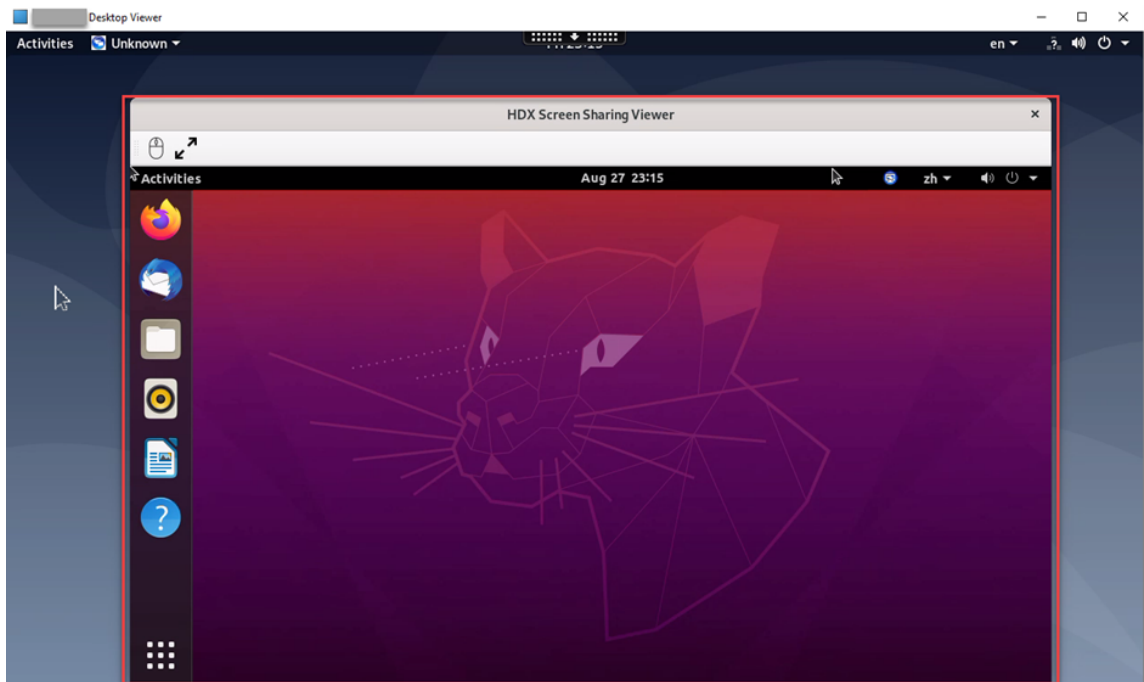 Desktop Viewer
Activities Unknown en
HDX Screen Sharing Viewer
Activities Aug 27 23:15 zh